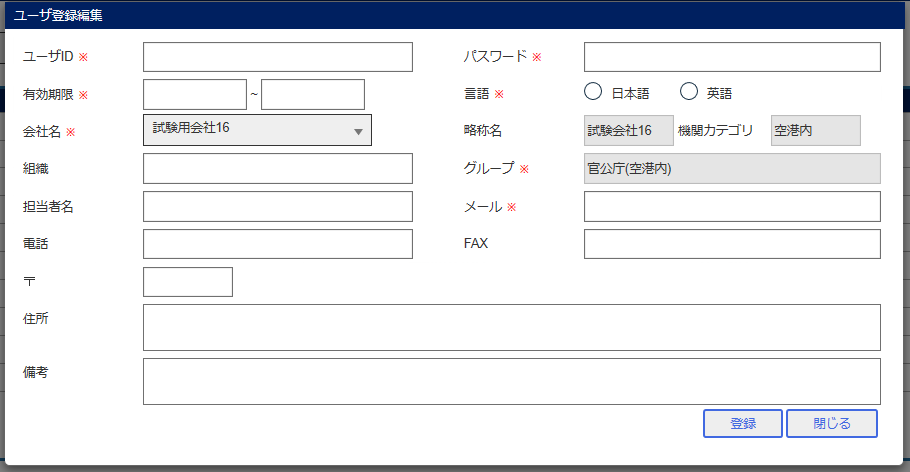 ユーザ登録編集
ユーザID ※ パスワード ※
有効期限 ※ ~ 言語 ※ 日本語 英語
会社名 ※ 試験用会社16 略称名 試験会社16 機関カテゴリ 空港内
組織 グループ ※ 官公庁(空港内)
担当者名 メール ※
電話 FAX
〒
住所
備考
登録 閉じる